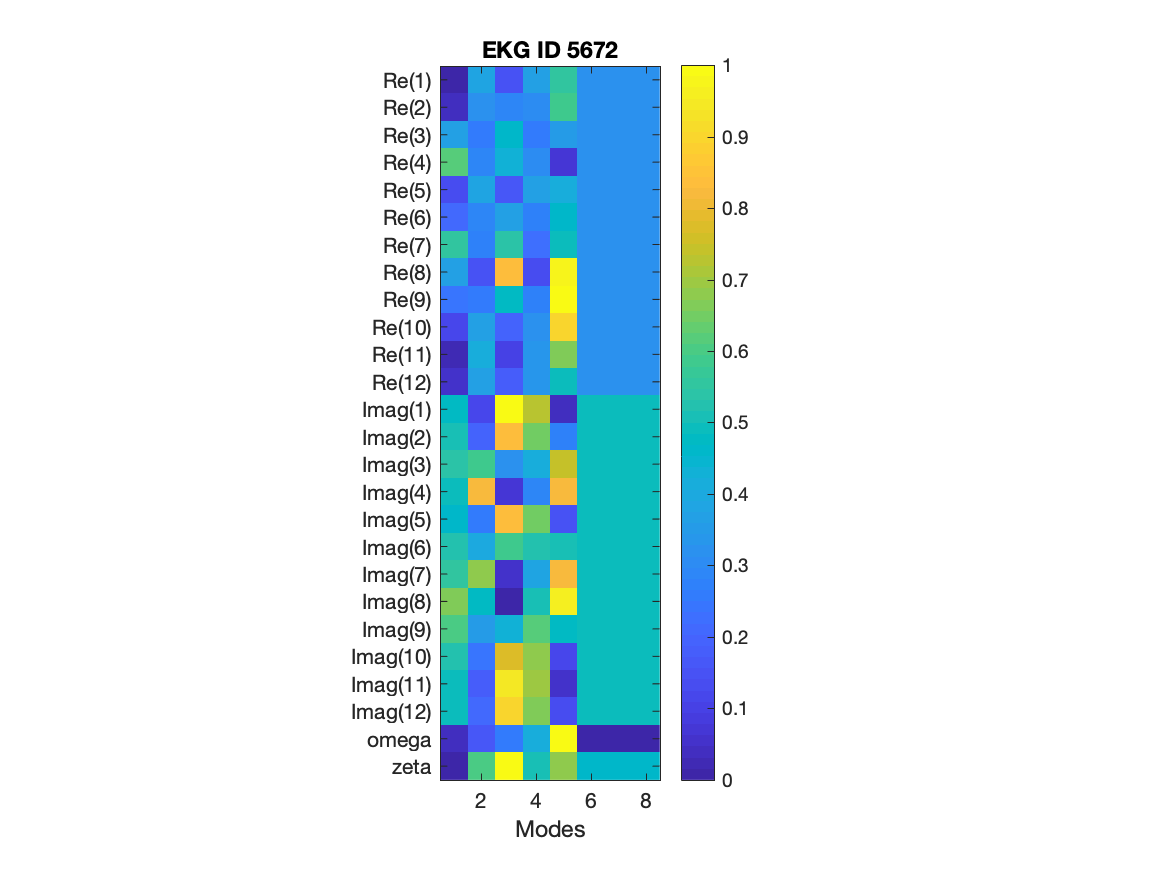 EKG ID 5672
Re(1)
Re(2)
Re(3)
Re(4)
Re(5)
Re(6)
Re(7)
Re(8)
Re(9)
Re(10)
Re(11)
Re(12)
Imag(1)
Imag(2)
Imag(3)
Imag(4)
Imag(5)
Imag(6)
Imag(7)
Imag(8)
Imag(9)
Imag(10)
Imag(11)
Imag(12)
omega
zeta
2 4 6 8
Modes
1
0.9
0.8
0.7
0.6
0.5
0.4
0.3
0.2
0.1
0